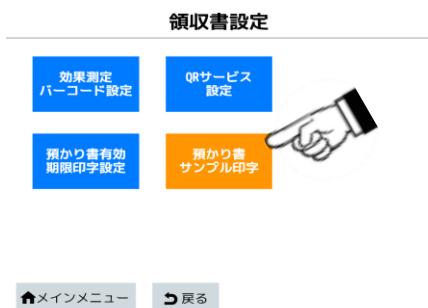 領収書設定
効果測定
バーコード設定
QRサービス
設定
預かり書有効
期限印字設定
預かり書
サンプル印字
メインメニュー
戻る